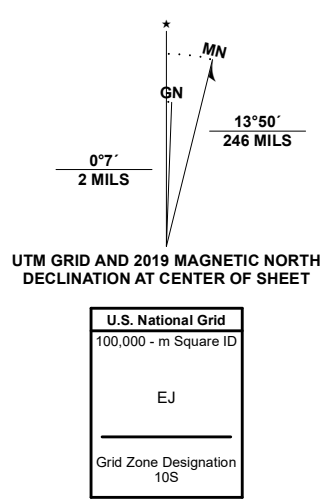 ★
MN
GN
13°50´
246 MILS
0°7´
2 MILS
UTM GRID AND 2019 MAGNETIC NORTH
DECLINATION AT CENTER OF SHEET
U.S. National Grid
100,000 - m Square ID
EJ
Grid Zone Designation
10S